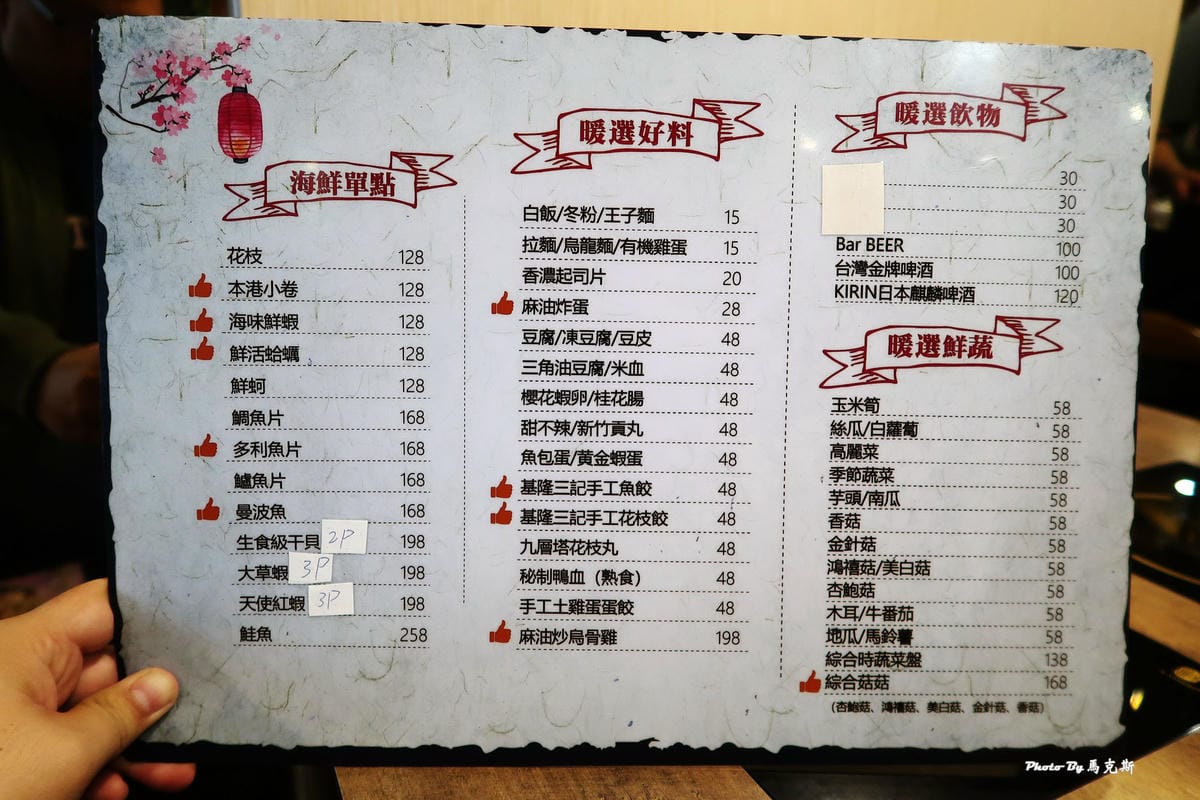 海鮮單點
花枝 128
本港小卷 128
海味鮮蝦 128
鮮活蛤蠣 128
鮮蚵 128
鯛魚片 168
多利魚片 168
鱸魚片 168
曼波魚 168
生食級干貝 2P 198
大草蝦 3P 198
天使紅蝦 3P 198
鮭魚 258
暖選好料
白飯/冬粉/王子麵 15
拉麵/烏龍麵/有機雞蛋 15
香濃起司片 20
麻油炸蛋 28
豆腐/凍豆腐/豆皮 48
三角油豆腐/米血 48
櫻花蝦卵/桂花腸 48
甜不辣/新竹貢丸 48
魚包蛋/黃金蝦蛋 48
基隆三記手工魚餃 48
基隆三記手工花枝餃 48
九層塔花枝丸 48
秘制鴨血（熟食） 48
手工土雞蛋蛋餃 48
麻油炒烏骨雞 198
暖選飲物
30
30
30
Bar BEER 100
台灣金牌啤酒 100
KIRIN日本麒麟啤酒 120
暖選鮮蔬
玉米筍 58
絲瓜/白蘿蔔 58
高麗菜 58
季節蔬菜 58
芋頭/南瓜 58
香菇 58
金針菇 58
鴻禧菇/美白菇 58
杏鮑菇 58
木耳/牛番茄 58
地瓜/馬鈴薯 58
綜合時蔬菜盤 138
綜合菇菇 168
（杏鮑菇、鴻禧菇、美白菇、金針菇、香菇）
Photo By 馬克斯